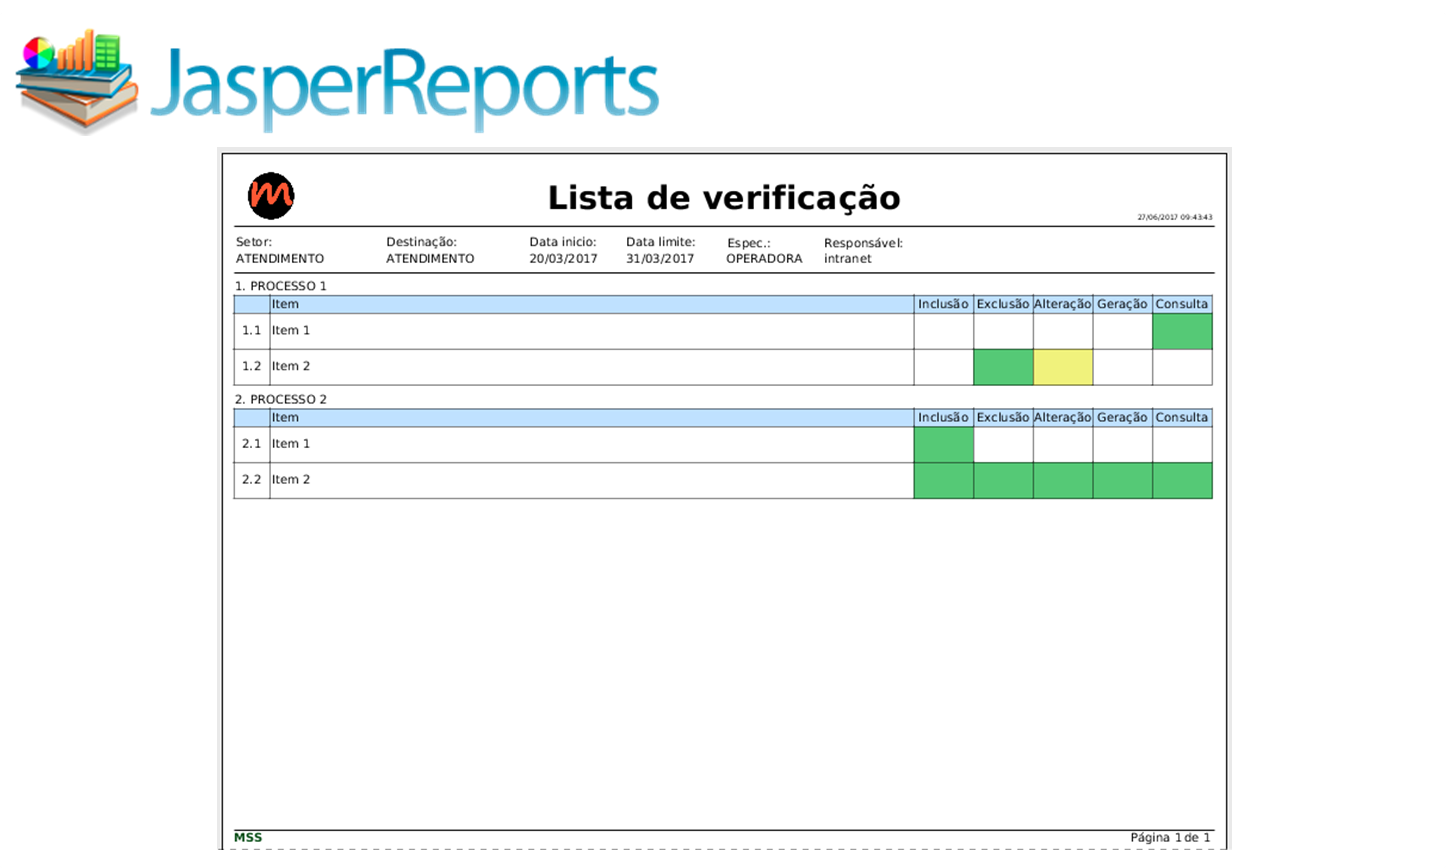 JasperReports
m
Lista de verificação
27/06/2017 09:43:43
Setor: Destinação: Data inicio: Data limite: Espec.: Responsável:
ATENDIMENTO ATENDIMENTO 20/03/2017 31/03/2017 OPERADORA intranet
1. PROCESSO 1
Item Inclusão Exclusão Alteração Geração Consulta
1.1 Item 1
1.2 Item 2
2. PROCESSO 2
Item Inclusão Exclusão Alteração Geração Consulta
2.1 Item 1
2.2 Item 2
MSS Página 1 de 1